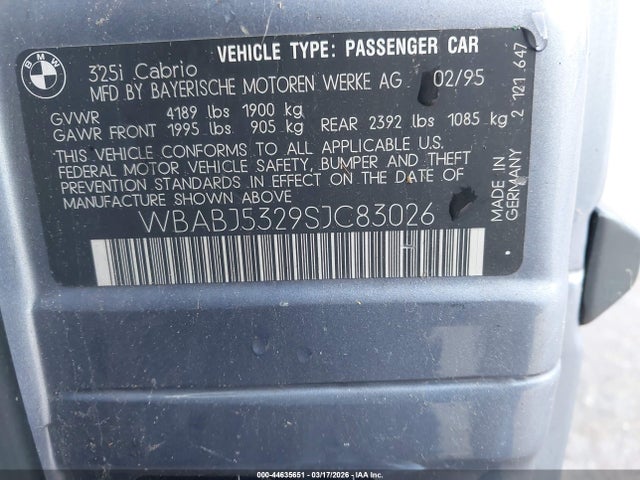 BMW
VEHICLE TYPE: PASSENGER CAR
325i Cabrio
MFD BY BAYERISCHE MOTOREN WERKE AG 02/95
GVWR 4189 lbs 1900 kg
GAWR FRONT 1995 lbs 905 kg REAR 2392 lbs 1085 kg
THIS VEHICLE CONFORMS TO ALL APPLICABLE U.S.
FEDERAL MOTOR VEHICLE SAFETY, BUMPER AND THEFT
PREVENTION STANDARDS IN EFFECT ON THE DATE OF
MANUFACTURE SHOWN ABOVE
WBABJ5329SJC83026
MADE IN
GERMANY
2 121 647
000-44635651 | 03/17/2026 | IAA Inc.